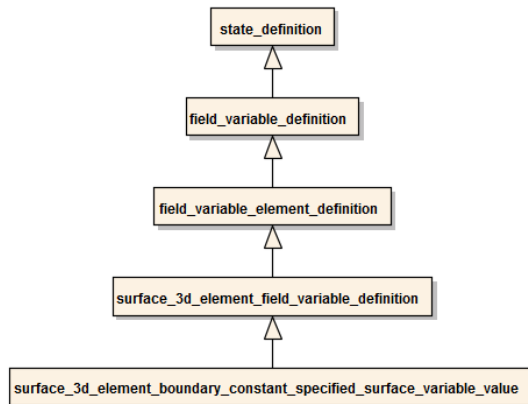 state_definition
field_variable_definition
field_variable_element_definition
surface_3d_element_field_variable_definition
surface_3d_element_boundary_constant_specified_surface_variable_value